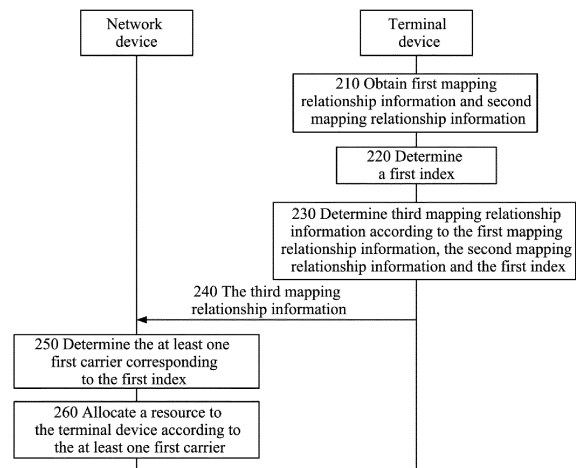 Network
device
Terminal
device
210 Obtain first mapping
relationship information and second
mapping relationship information
220 Determine
a first index
230 Determine third mapping relationship
information according to the first mapping
relationship information, the second mapping
relationship information and the first index
240 The third mapping
relationship information
250 Determine the at least one
first carrier corresponding
to the first index
260 Allocate a resource to
the terminal device according to
the at least one first carrier